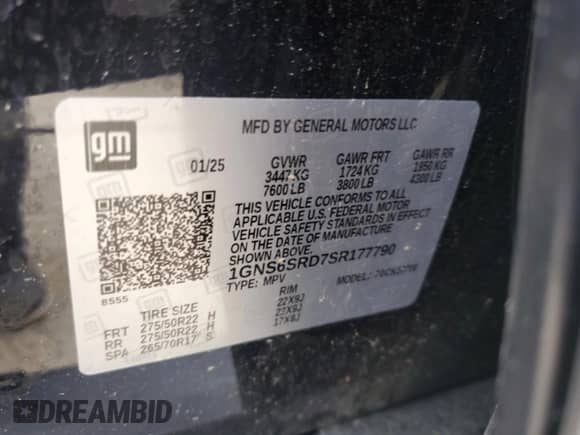 gm
MFD BY GENERAL MOTORS LLC
01/25 GVWR GAWR FRT GAWR RR
3447 KG 1724 KG 1950 KG
7600 LB 3800 LB 4300 LB
THIS VEHICLE CONFORMS TO ALL
APPLICABLE U.S. FEDERAL MOTOR
VEHICLE SAFETY STANDARDS IN
EFFECT ON THE DATE OF MANUFACTURE
SHOWN ABOVE.
1GNS6SRD7SR177790
TYPE: MPV MODEL:
BS55
TIRE SIZE RIM
FRT 275/50R22 H 22X9J
RR 275/50R22 H 22X9J
SPA 265/70R17 S 17X8J
DREAMBID